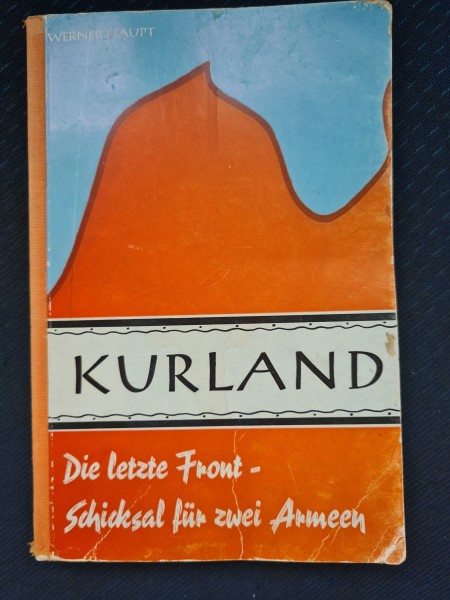 WERNER HAUPT
KURLAND
Die letzte Front -
Schicksal für zwei Armeen